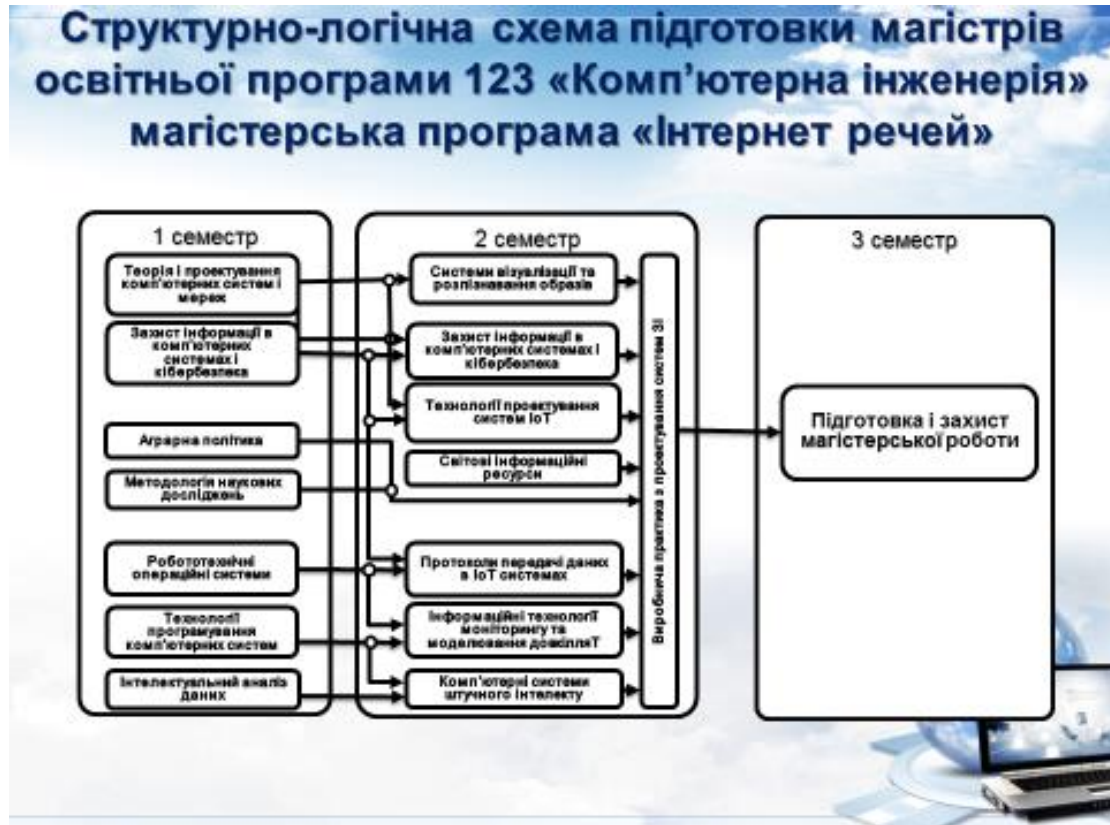 Структурно-логічна схема підготовки магістрів
освітньої програми 123 «Комп’ютерна інженерія»
магістерська програма «Інтернет речей»
1 семестр
Теорія і проектування
комп'ютерних систем і
мереж
Захист інформації в
комп'ютерних
системах і
кібербезпека
Аграрна політика
Методологія наукових
досліджень
Робототехнічні
операційні системи
Технології
програмування
комп'ютерних систем
Інтелектуальний аналіз
даних
2 семестр
Системи візуалізації та
розпізнавання образів
Захист інформації в
комп'ютерних системах і
кібербезпека
Технології проектування
систем ІоТ
Світові інформаційні
ресурси
Протоколи передачі даних
в ІоТ системах
Інформаційні технології
моніторингу та
моделювання довкілляТ
Комп'ютерні системи
штучного інтелекту
Виробнича практика з проектування систем ЗІ
3 семестр
Підготовка і захист
магістерської роботи